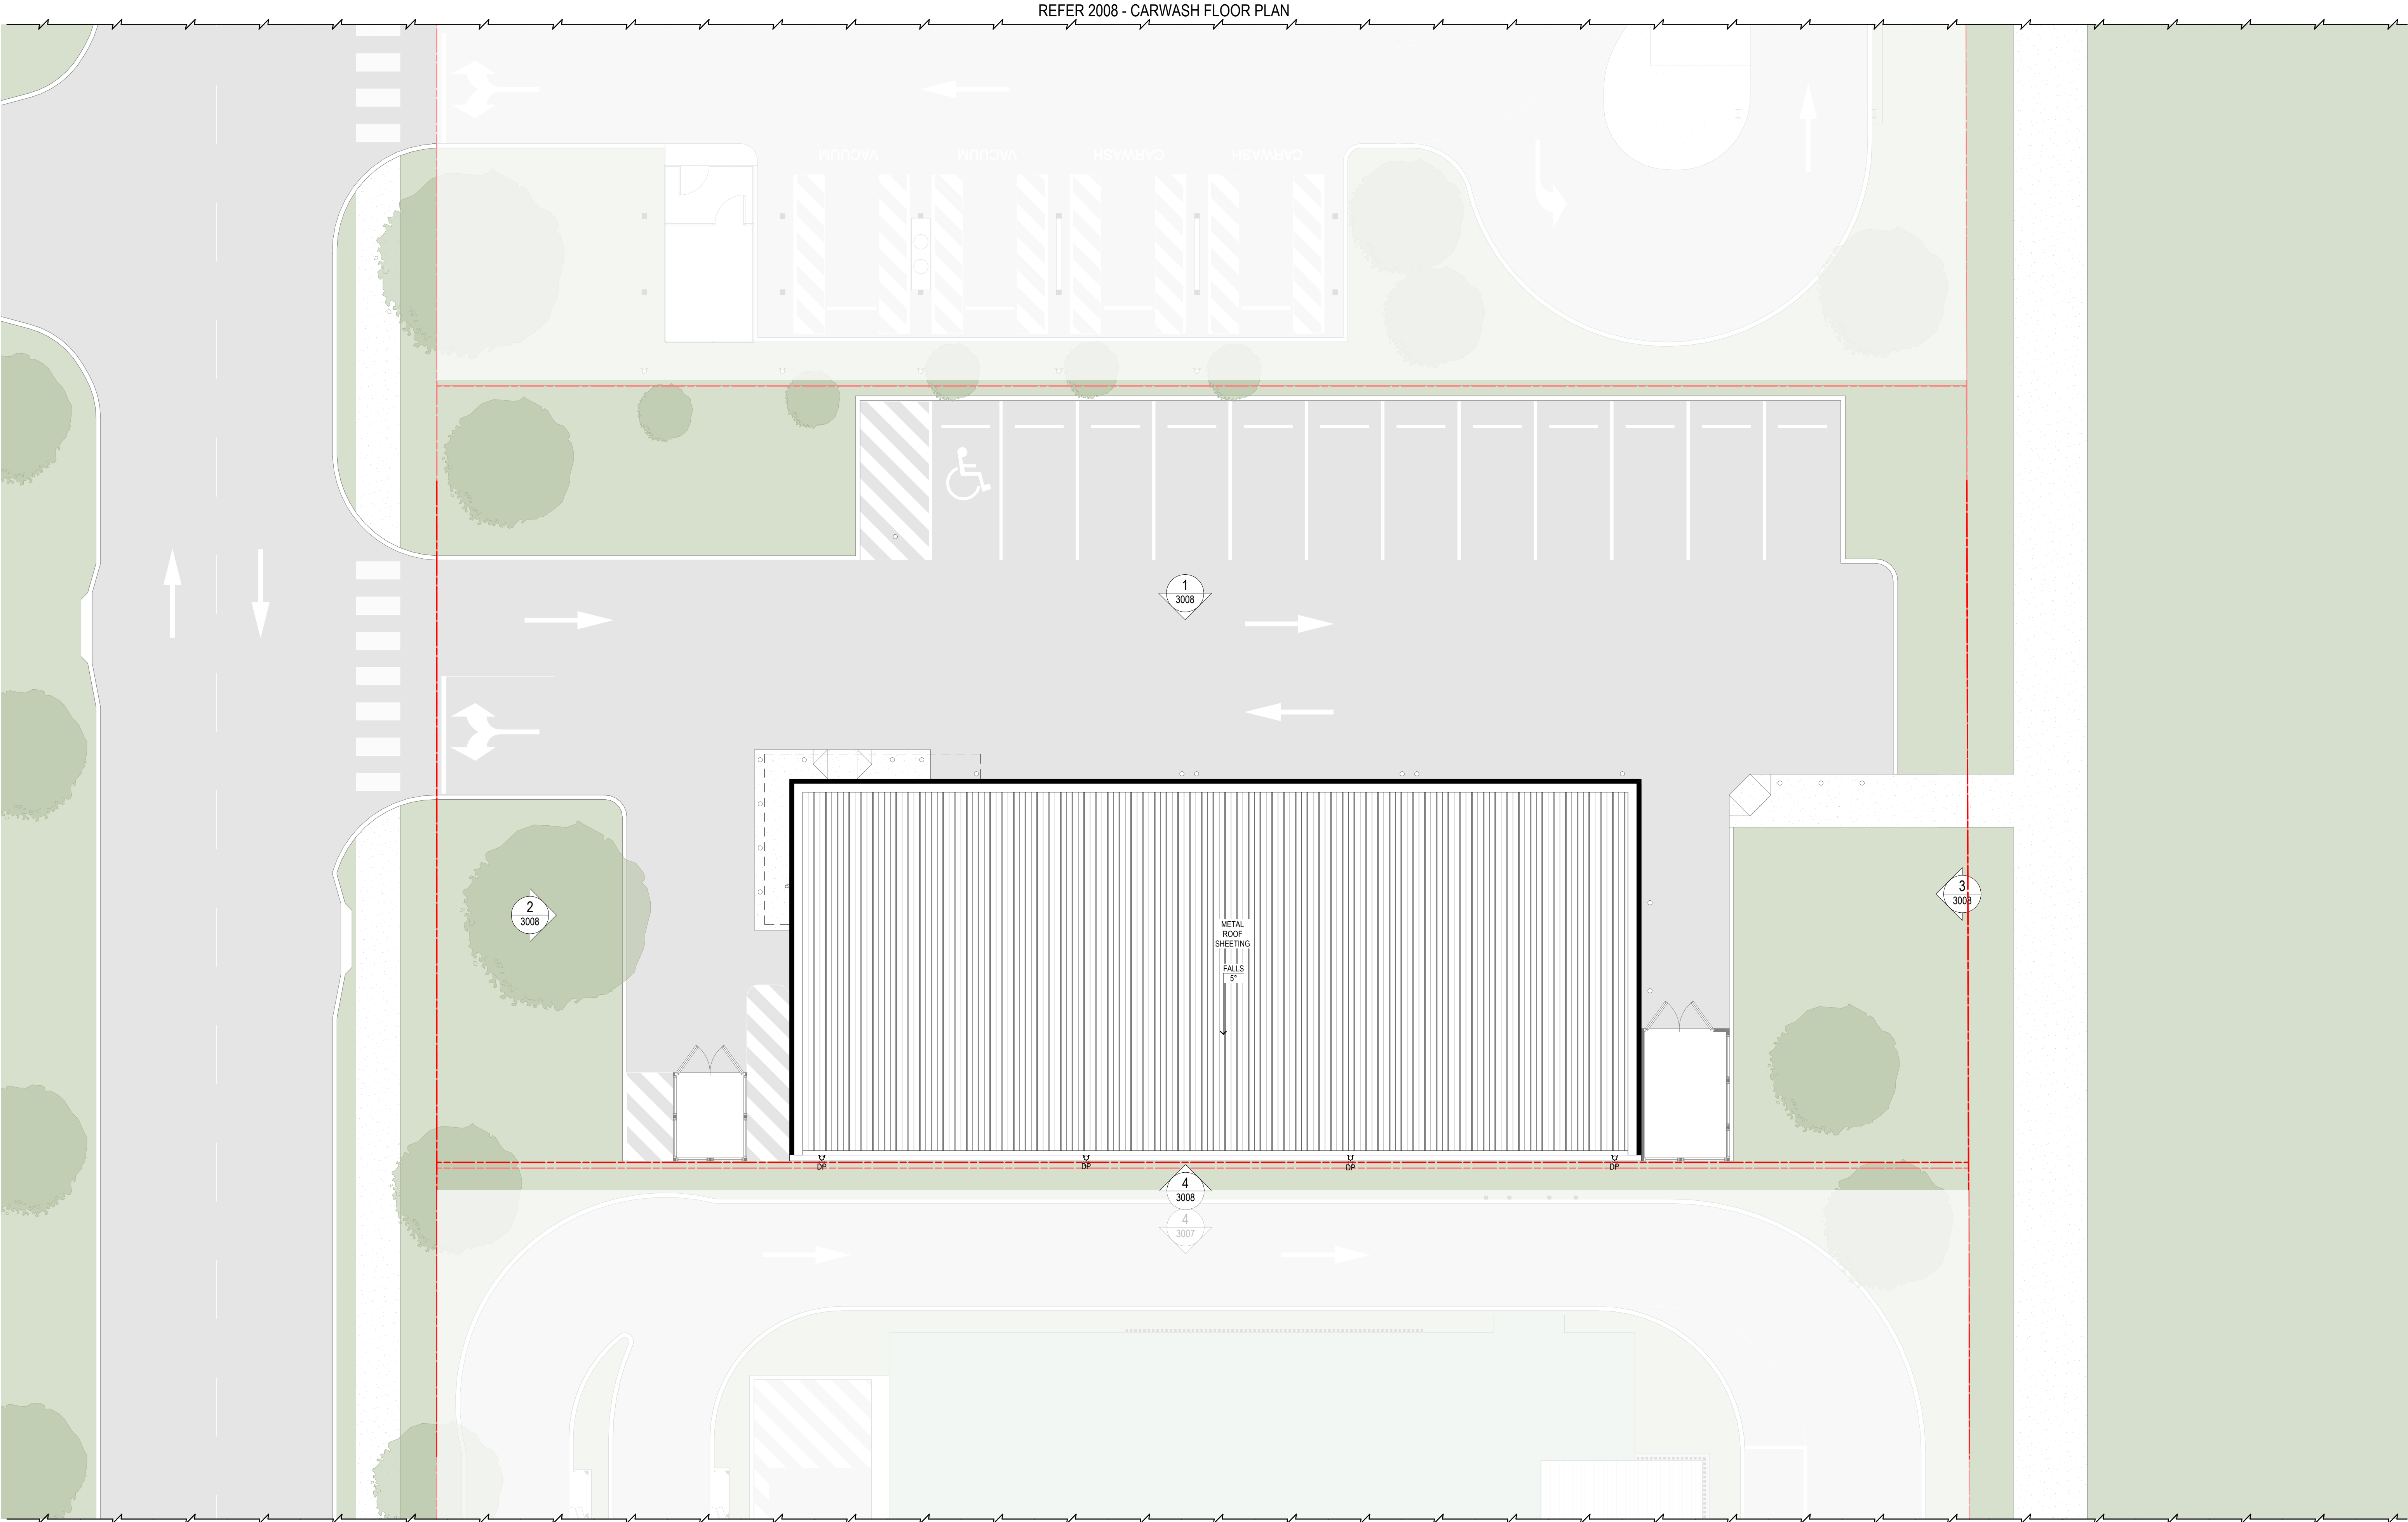 REFER 2008 - CARWASH FLOOR PLAN
VACUUM
VACUUM
CARWASH
CARWASH
1
3008
2
3008
3
3008
METAL
ROOF
SHEETING
FALLS
5°
DP
DP
DP
DP
4
3008
4
3007